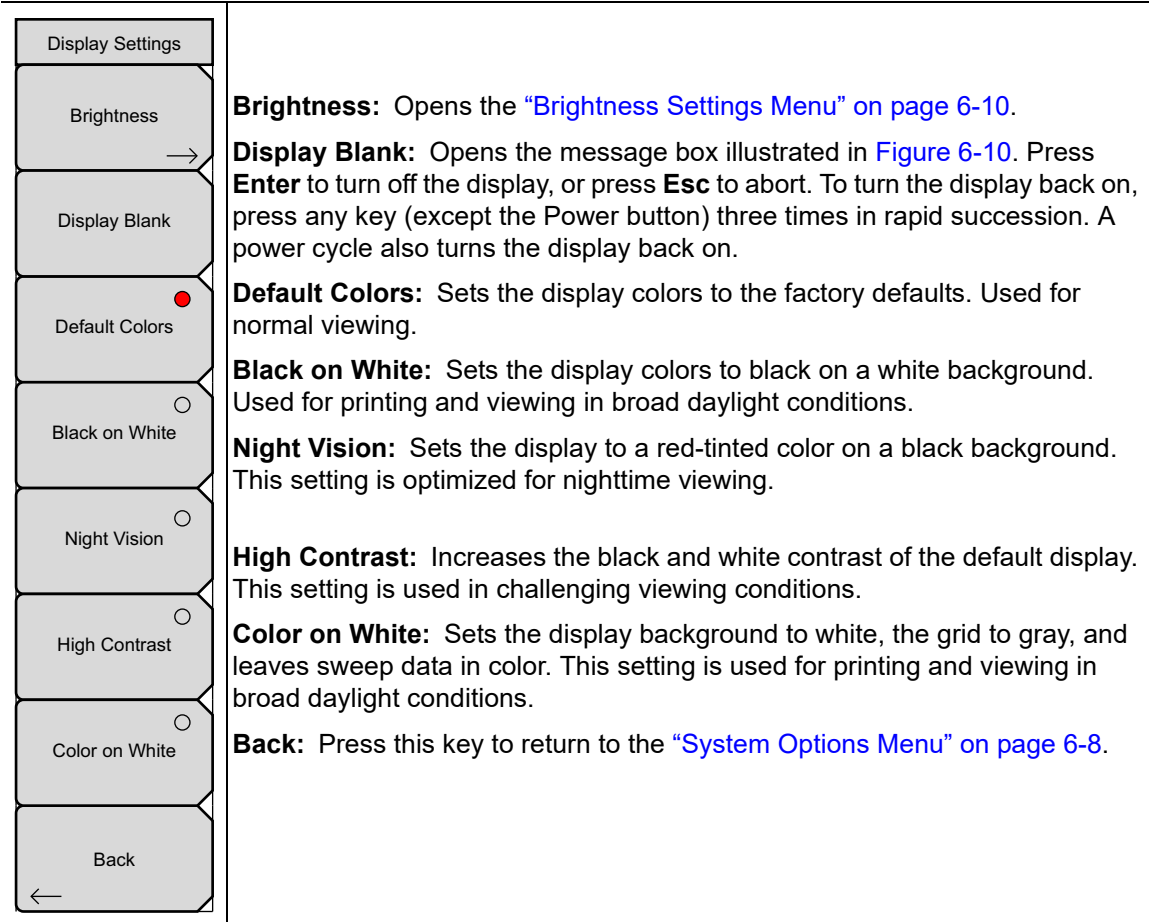 Display Settings
Brightness
Display Blank
Default Colors
Black on White
Night Vision
High Contrast
Color on White
Back
Brightness: Opens the “Brightness Settings Menu” on page 6-10.
Display Blank: Opens the message box illustrated in Figure 6-10. Press
Enter to turn off the display, or press Esc to abort. To turn the display back on,
press any key (except the Power button) three times in rapid succession. A
power cycle also turns the display back on.
Default Colors: Sets the display colors to the factory defaults. Used for
normal viewing.
Black on White: Sets the display colors to black on a white background.
Used for printing and viewing in broad daylight conditions.
Night Vision: Sets the display to a red-tinted color on a black background.
This setting is optimized for nighttime viewing.
High Contrast: Increases the black and white contrast of the default display.
This setting is used in challenging viewing conditions.
Color on White: Sets the display background to white, the grid to gray, and
leaves sweep data in color. This setting is used for printing and viewing in
broad daylight conditions.
Back: Press this key to return to the “System Options Menu” on page 6-8.